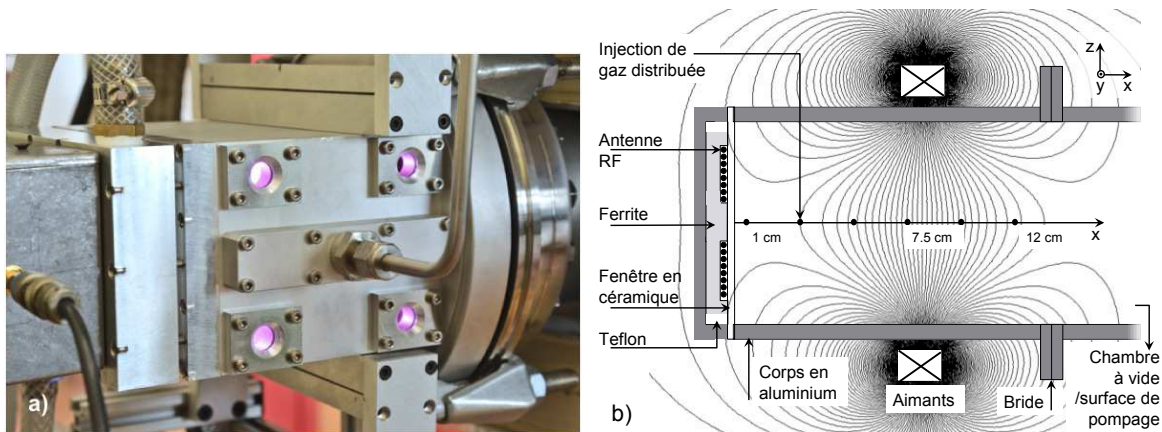 a)
Injection de
gaz distribuée
Antenne
RF
Ferrite
Fenêtre en
céramique
Teflon
Corps en
aluminium
Aimants
Bride
Chambre
à vide
/surface de
pompage
1 cm
7.5 cm
12 cm
x
z
y
x
b)